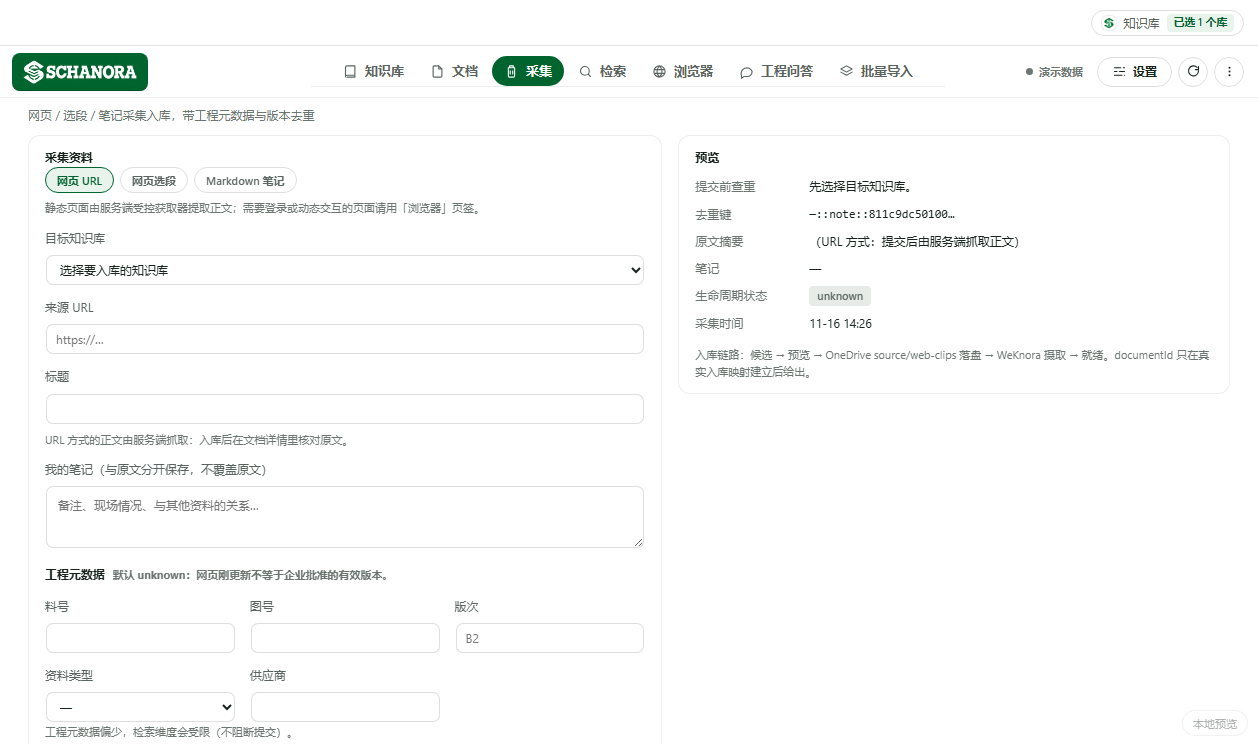 知识库 已选 1 个库
SCHANORA
知识库 文档 采集 检索 浏览器 工程问答 批量导入
演示数据 设置
网页 / 选段 / 笔记采集入库，带工程元数据与版本去重
采集资料
网页 URL 网页选段 Markdown 笔记
静态页面由服务端受控获取器提取正文；需要登录或动态交互的页面请用「浏览器」页签。
目标知识库
选择要入库的知识库
来源 URL
https://...
标题
URL 方式的正文由服务端抓取：入库后在文档详情里核对原文。
我的笔记（与原文分开保存，不覆盖原文）
备注、现场情况、与其他资料的关系...
工程元数据 默认 unknown：网页刚更新不等于企业批准的有效版本。
料号 图号 版次
B2
资料类型 供应商
—
工程元数据偏少，检索维度会受限（不阻断提交）。
预览
提交前查重 先选择目标知识库。
去重键 —::note::811c9dc50100…
原文摘要 （URL 方式：提交后由服务端抓取正文）
笔记 —
生命周期状态 unknown
采集时间 11-16 14:26
入库链路：候选 → 预览 → OneDrive source/web-clips 落盘 → WeKnora 摄取 → 就绪。documentId 只在真
实入库映射建立后给出。
本地预览